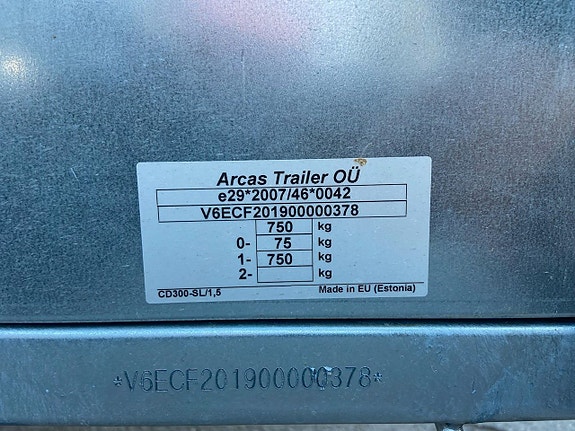 Arcas Trailer OÜ
e29*2007/46*0042
V6ECF201900000378
750 kg
0- 75 kg
1- 750 kg
2- kg
CD300-SL/1,5 Made in EU (Estonia)
*V6ECF201900000378*